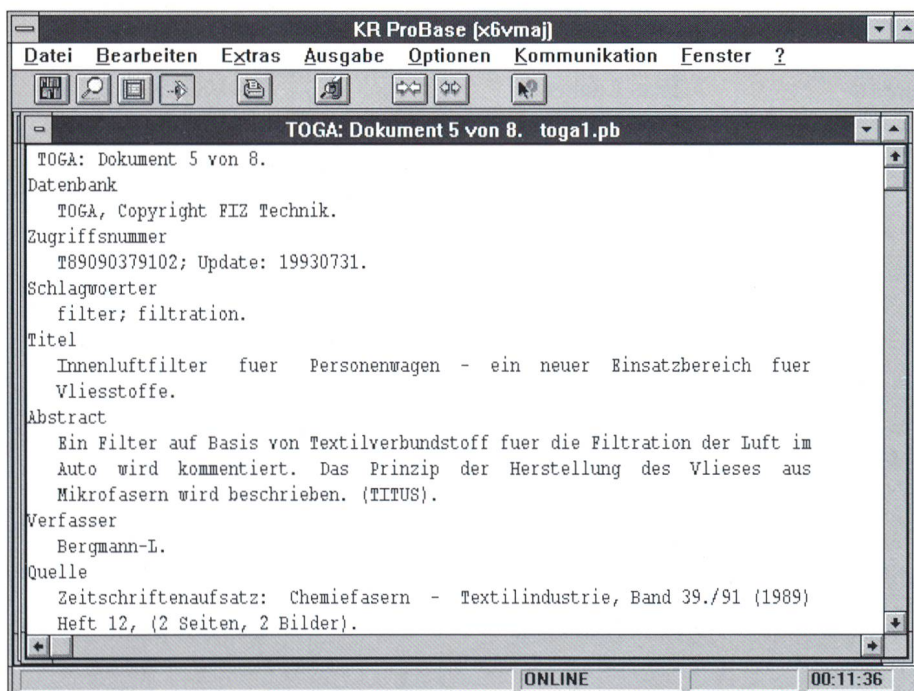 KR ProBase (x6vmaj)
Datei Bearbeiten Extras Ausgabe Optionen Kommunikation Fenster ?
TOGA: Dokument 5 von 8. toga1.pb
TOGA: Dokument 5 von 8.
Datenbank
TOGA, Copyright FIZ Technik.
Zugriffsnummer
T89090379102; Update: 19930731.
Schlagwoerter
filter; filtration.
Titel
Innenluftfilter fuer Personenwagen - ein neuer Einsatzbereich fuer
Vliesstoffe.
Abstract
Ein Filter auf Basis von Textilverbundstoff fuer die Filtration der Luft im
Auto wird kommentiert. Das Prinzip der Herstellung des Vlieses aus
Mikrofasern wird beschrieben. (TITUS).
Verfasser
Bergmann-L.
Quelle
Zeitschriftenaufsatz: Chemiefasern - Textilindustrie, Band 39./91 (1989)
Heft 12, (2 Seiten, 2 Bilder).
ONLINE 00:11:36